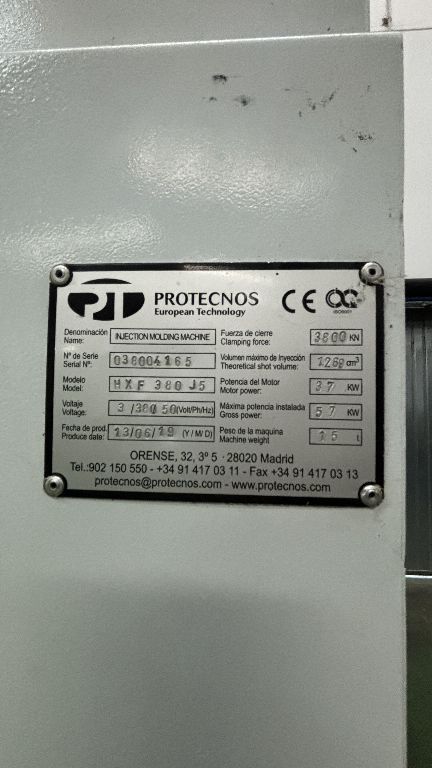 PT PROTECNOS
European Technology
CE
ISO9001
Denominación
Name:
INJECTION MOLDING MACHINE
Fuerza de cierre
Clamping force:
3800 KN
Nº de Serie
Serial Nº:
038004165
Volumen máximo de Inyección
Theoretical shot volume:
1268 cm³
Modelo
Model:
HXF 380 J5
Potencia del Motor
Motor power:
37 KW
Voltaje
Voltage:
3/380 50(Volt/Ph/Hz)
Máxima potencia instalada
Gross power:
57 KW
Fecha de prod.
Produce date:
13/06/19 (Y/M/D)
Peso de la maquina
Machine weight
15 t
ORENSE, 32, 3º 5 · 28020 Madrid
Tel.:902 150 550 - +34 91 417 03 11 - Fax +34 91 417 03 13
protecnos@protecnos.com - www.protecnos.com